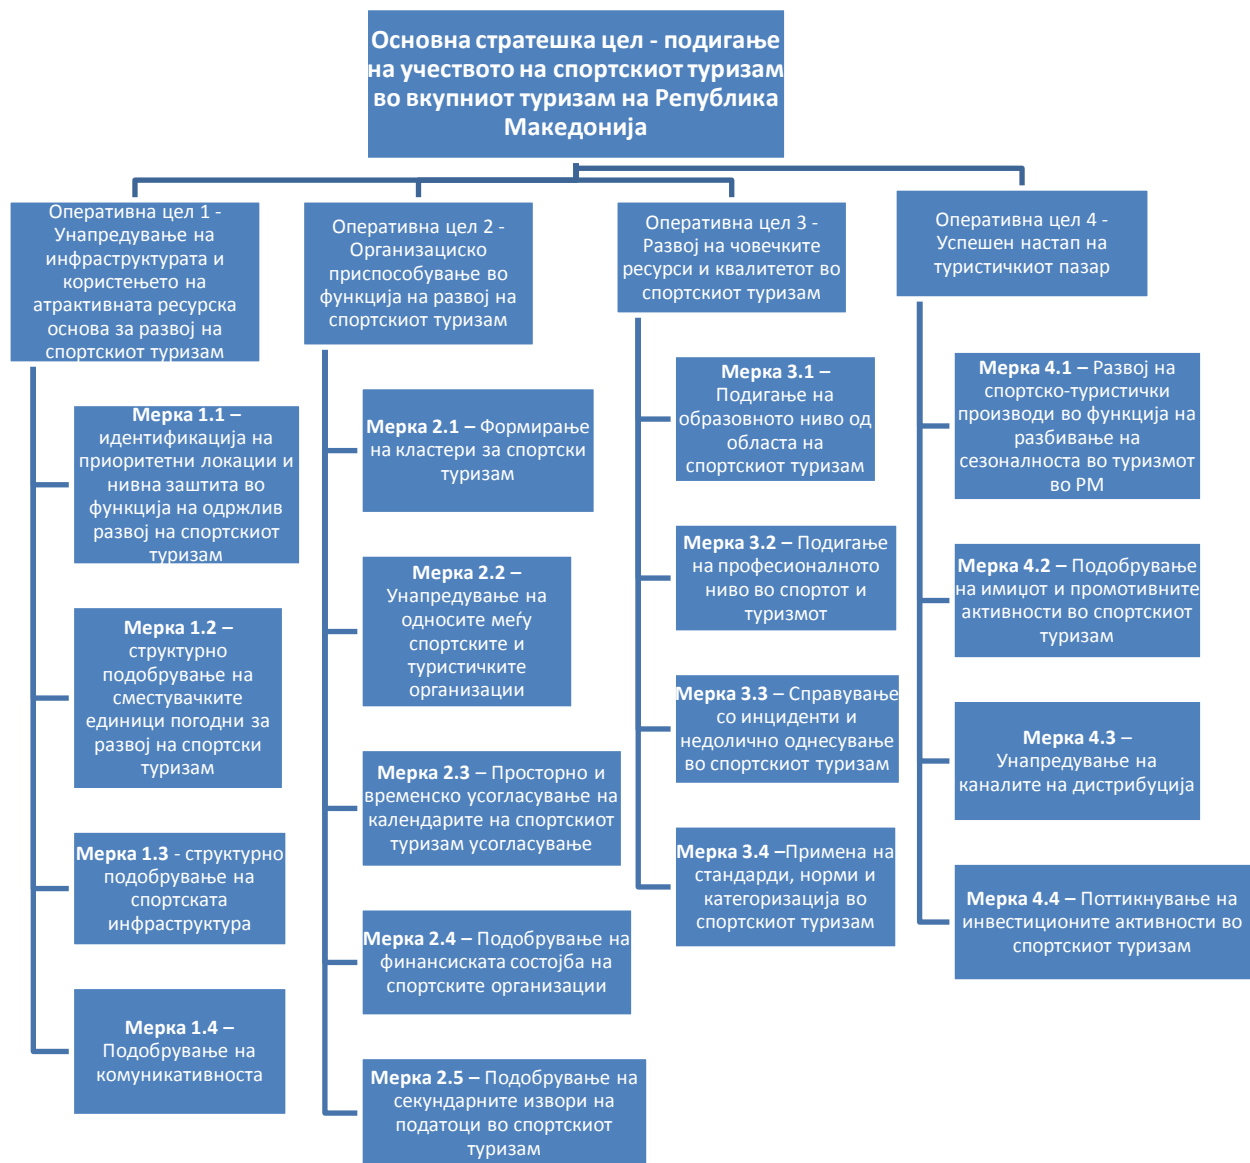 Основна стратешка цел - подигање
на учеството на спортскиот туризам
во вкупниот туризам на Република
Македонија
Оперативна цел 1 -
Унапредување на
инфраструктурата и
користењето на
атрактивната ресурска
основа за развој на
спортскиот туризам
Мерка 1.1 –
идентификација на
приоритетни локации и
нивна заштита во
функција на одржлив
развој на спортскиот
туризам
Мерка 1.2 –
структурно
подобрување на
сместувачките
единици погодни за
развој на спортски
туризам
Мерка 1.3 - структурно
подобрување на
спортската
инфраструктура
Мерка 1.4 –
Подобрување на
комуникативноста
Оперативна цел 2 -
Организациско
приспособување во
функција на развој на
спортскиот туризам
Мерка 2.1 – Формирање
на кластери за спортски
туризам
Мерка 2.2 –
Унапредување на
односите меѓу
спортските и
туристичките
организации
Мерка 2.3 – Просторно и
временско усогласување на
календарите на спортскиот
туризам усогласување
Мерка 2.4 – Подобрување на
финансиската состојба на
спортските организации
Мерка 2.5 – Подобрување на
секундарните извори на
податоци во спортскиот
туризам
Оперативна цел 3 -
Развој на човечките
ресурси и квалитетот во
спортскиот туризам
Мерка 3.1 –
Подигање на
образовното ниво од
областа на
спортскиот туризам
Мерка 3.2 – Подигање
на професионалното
ниво во спортот и
туризмот
Мерка 3.3 – Справување
со инциденти и
недолично однесување
во спортскиот туризам
Мерка 3.4 –Примена на
стандарди, норми и
категоризација во
спортскиот туризам
Оперативна цел 4 -
Успешен настап на
туристичкиот пазар
Мерка 4.1 – Развој на
спортско-туристички
производи во функција на
разбивање на
сезоналноста во туризмот
во РМ
Мерка 4.2 – Подобрување
на имиџот и промотивните
активности во спортскиот
туризам
Мерка 4.3 –
Унапредување на
каналите на дистрибуција
Мерка 4.4 – Поттикнување на
инвестиционите активности во
спортскиот туризам